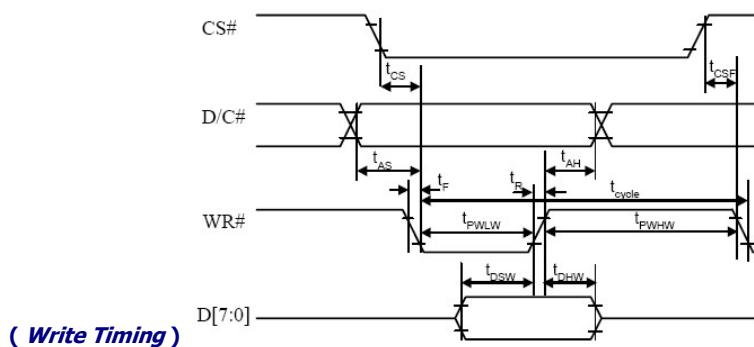 CS#
tCS
tCSF
D/C#
tAS
tAH
tF
tR
tcycle
WR#
tPWLW
tPWHW
tDSW
tDHW
D[7:0]
( Write Timing )